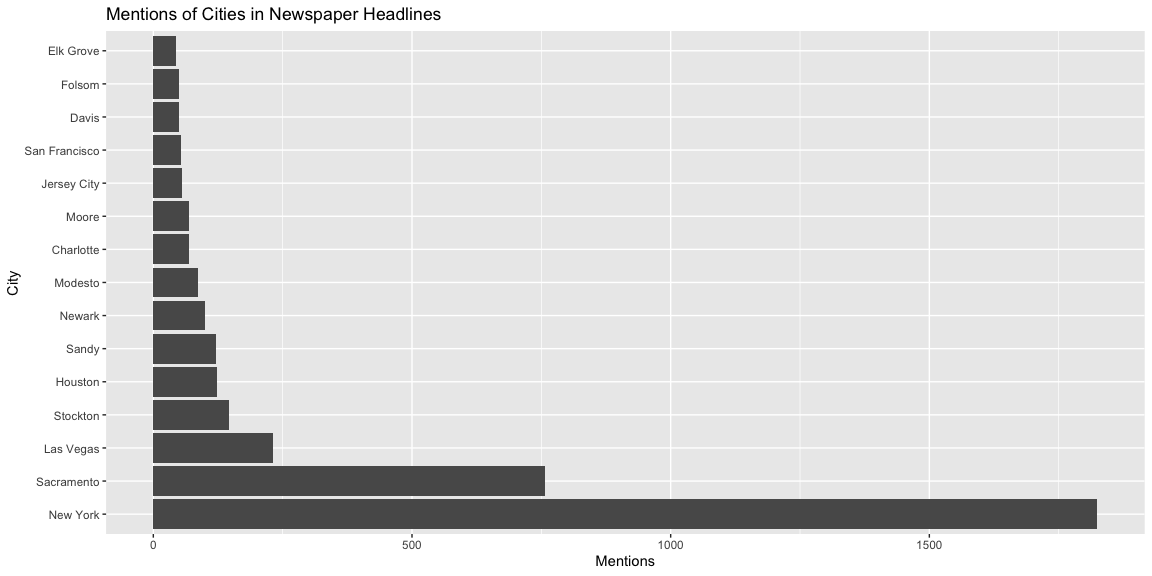 Mentions of Cities in Newspaper Headlines
Elk Grove
Folsom
Davis
San Francisco
Jersey City
Moore
Charlotte
Modesto
Newark
Sandy
Houston
Stockton
Las Vegas
Sacramento
New York
City
0 500 1000 1500
Mentions